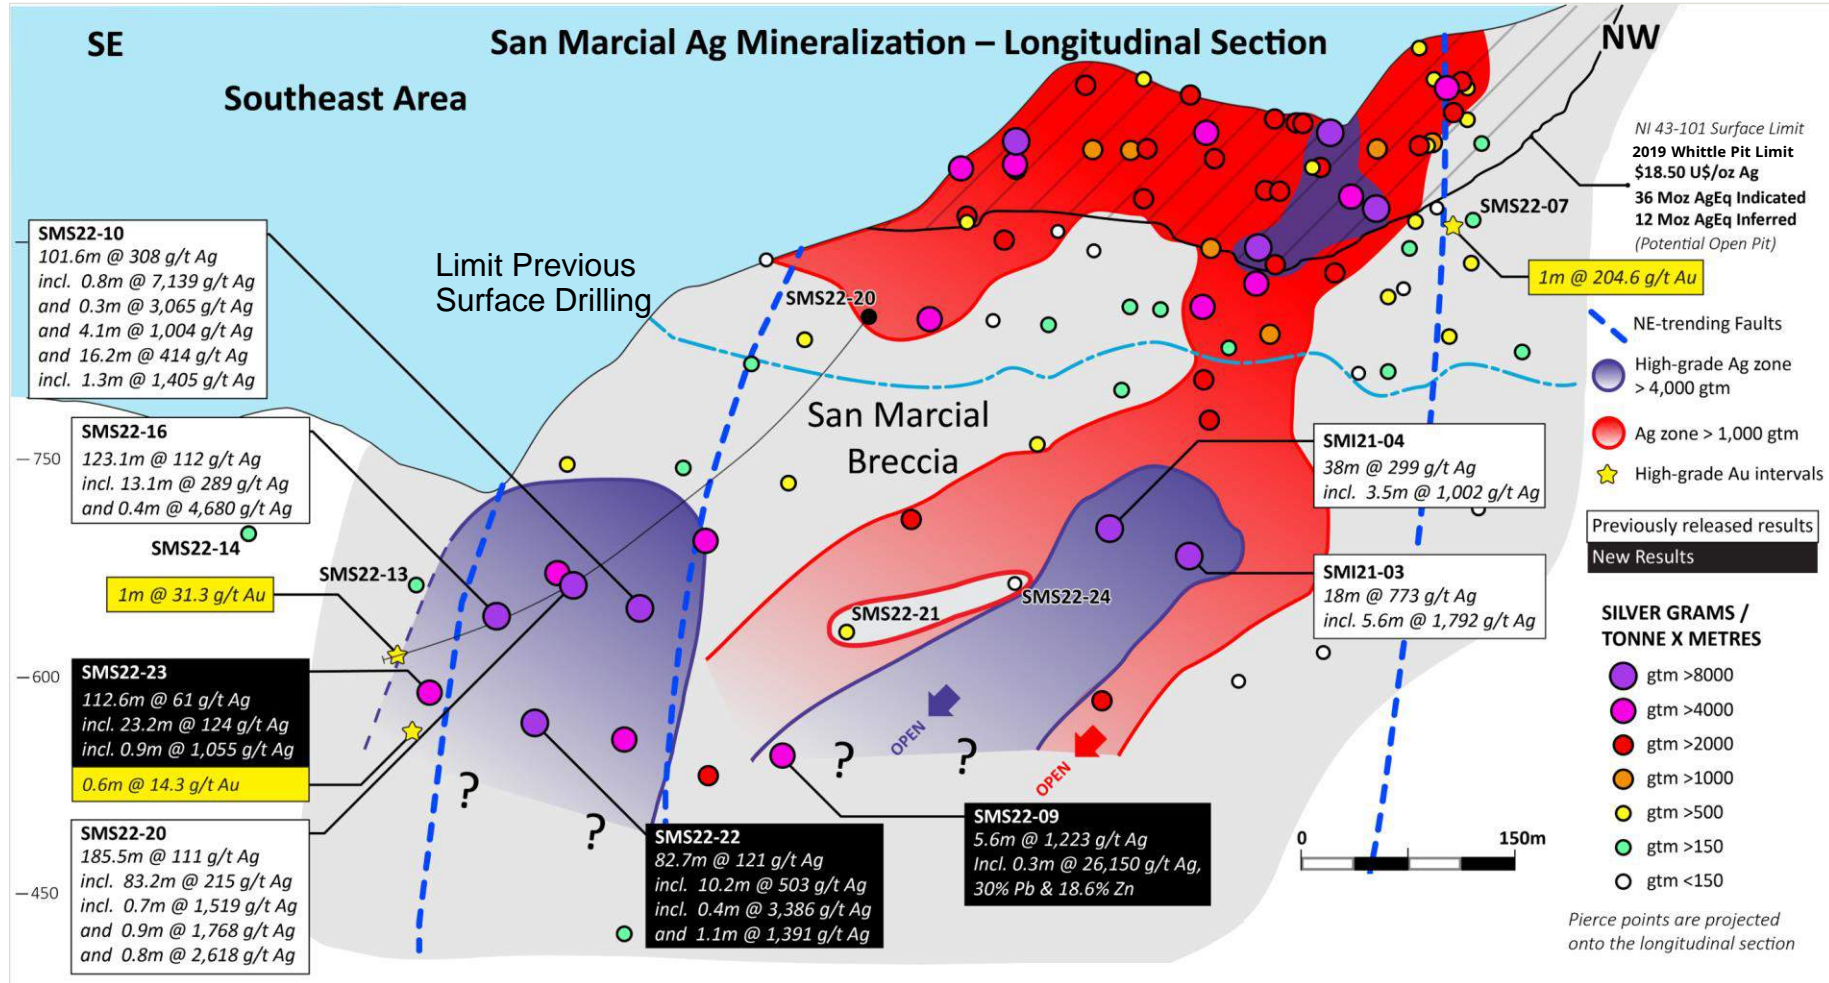 SE
San Marcial Ag Mineralization – Longitudinal Section
NW
Southeast Area
NI 43-101 Surface Limit
2019 Whittle Pit Limit
$18.50 U$/oz Ag
36 Moz AgEq Indicated
12 Moz AgEq Inferred
(Potential Open Pit)
SMS22-07
1m @ 204.6 g/t Au
SMS22-10
101.6m @ 308 g/t Ag
incl. 0.8m @ 7,139 g/t Ag
and 0.3m @ 3,065 g/t Ag
and 4.1m @ 1,004 g/t Ag
and 16.2m @ 414 g/t Ag
incl. 1.3m @ 1,405 g/t Ag
Limit Previous
Surface Drilling
SMS22-20
NE-trending Faults
High-grade Ag zone
> 4,000 gtm
Ag zone > 1,000 gtm
High-grade Au intervals
Previously released results
New Results
SMS22-16
123.1m @ 112 g/t Ag
incl. 13.1m @ 289 g/t Ag
and 0.4m @ 4,680 g/t Ag
San Marcial
Breccia
SMI21-04
38m @ 299 g/t Ag
incl. 3.5m @ 1,002 g/t Ag
750
SMS22-14
SMS22-13
1m @ 31.3 g/t Au
SMS22-24
SMS22-21
SMI21-03
18m @ 773 g/t Ag
incl. 5.6m @ 1,792 g/t Ag
600
SMS22-23
112.6m @ 61 g/t Ag
incl. 23.2m @ 124 g/t Ag
incl. 0.9m @ 1,055 g/t Ag
0.6m @ 14.3 g/t Au
SILVER GRAMS /
TONNE X METRES
gtm >8000
gtm >4000
gtm >2000
gtm >1000
gtm >500
gtm >150
gtm <150
OPEN
OPEN
?
?
?
?
SMS22-20
185.5m @ 111 g/t Ag
incl. 83.2m @ 215 g/t Ag
incl. 0.7m @ 1,519 g/t Ag
and 0.9m @ 1,768 g/t Ag
and 0.8m @ 2,618 g/t Ag
SMS22-22
82.7m @ 121 g/t Ag
incl. 10.2m @ 503 g/t Ag
incl. 0.4m @ 3,386 g/t Ag
and 1.1m @ 1,391 g/t Ag
SMS22-09
5.6m @ 1,223 g/t Ag
Incl. 0.3m @ 26,150 g/t Ag,
30% Pb & 18.6% Zn
0 150m
450
Pierce points are projected
onto the longitudinal section